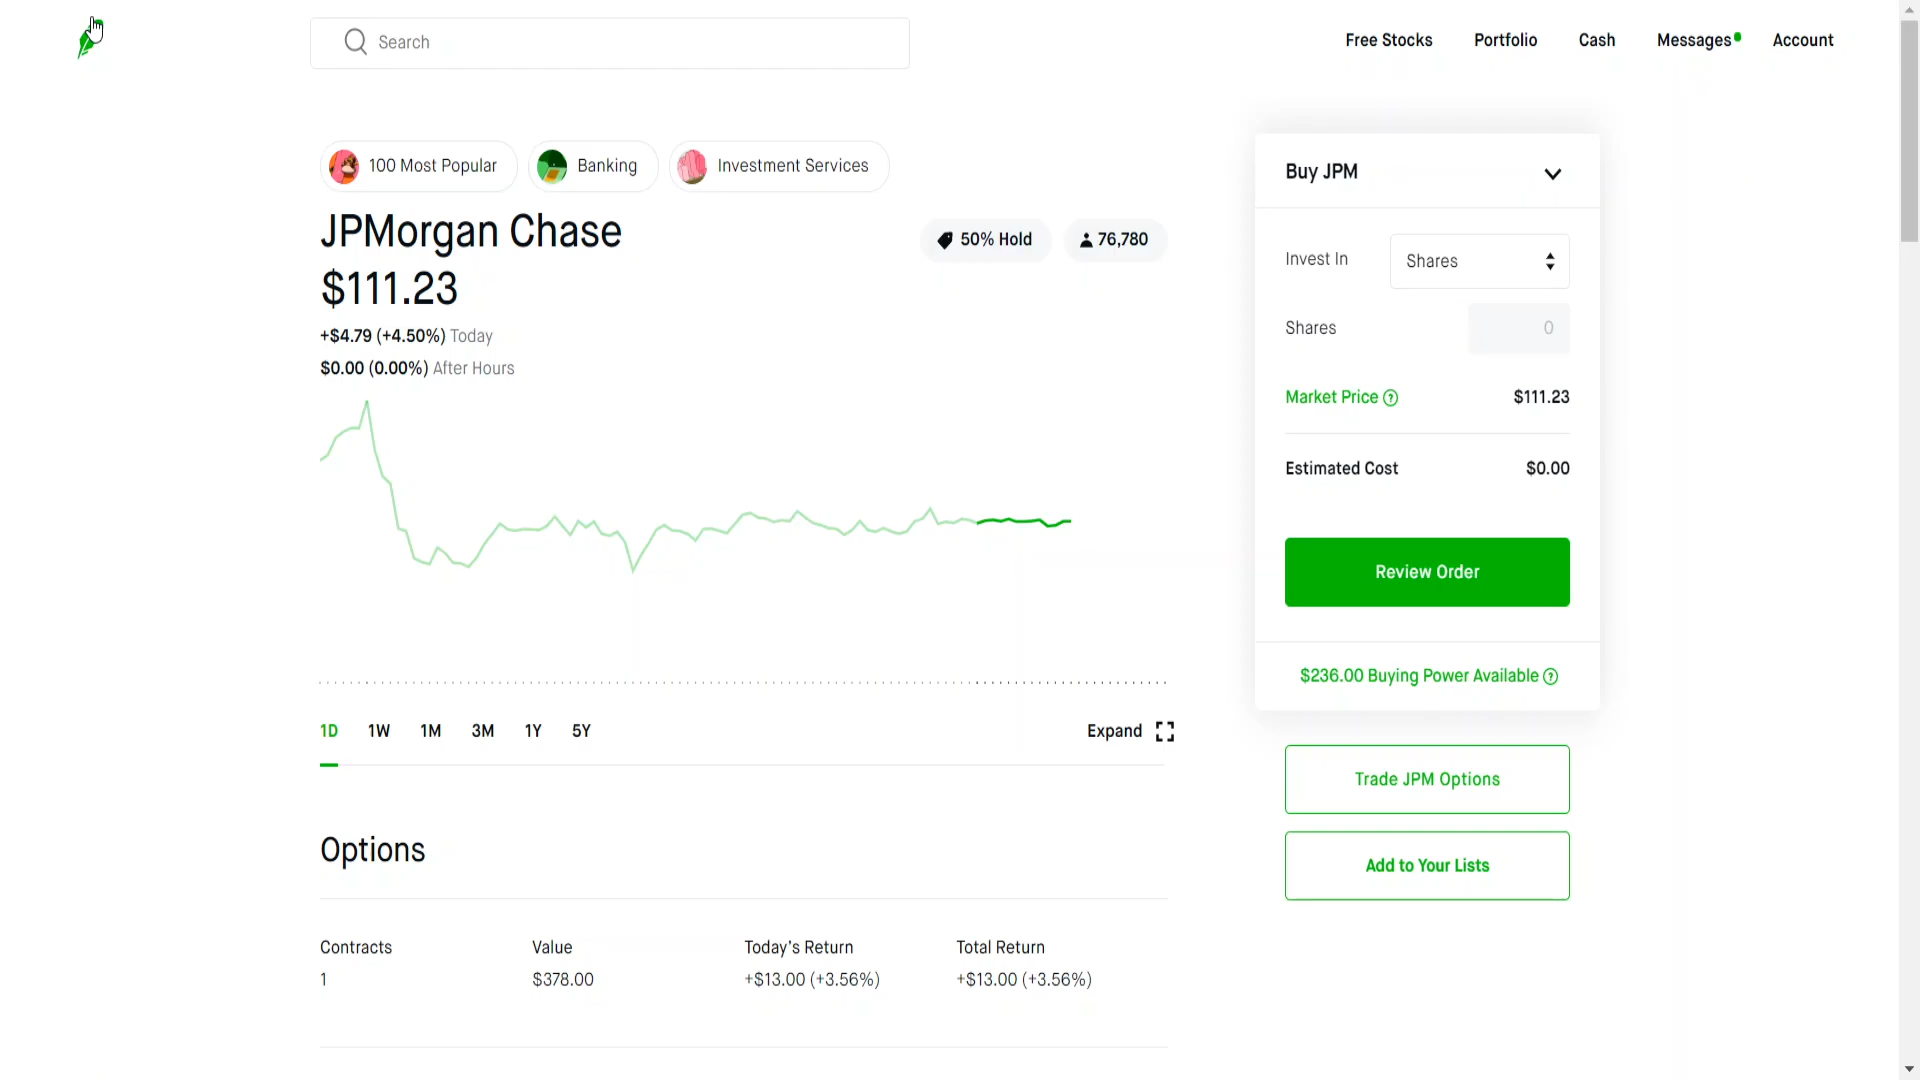 Search
Free Stocks
Portfolio
Cash
Messages
Account
100 Most Popular
Banking
Investment Services
JPMorgan Chase
$111.23
+$4.79 (+4.50%) Today
$0.00 (0.00%) After Hours
50% Hold
76,780
1D
1W
1M
3M
1Y
5Y
Expand
Options
Contracts
Value
Today's Return
Total Return
1
$378.00
+$13.00 (+3.56%)
+$13.00 (+3.56%)
Buy JPM
Invest In
Shares
Shares
0
Market Price ?
$111.23
Estimated Cost
$0.00
Review Order
$236.00 Buying Power Available ?
Trade JPM Options
Add to Your Lists